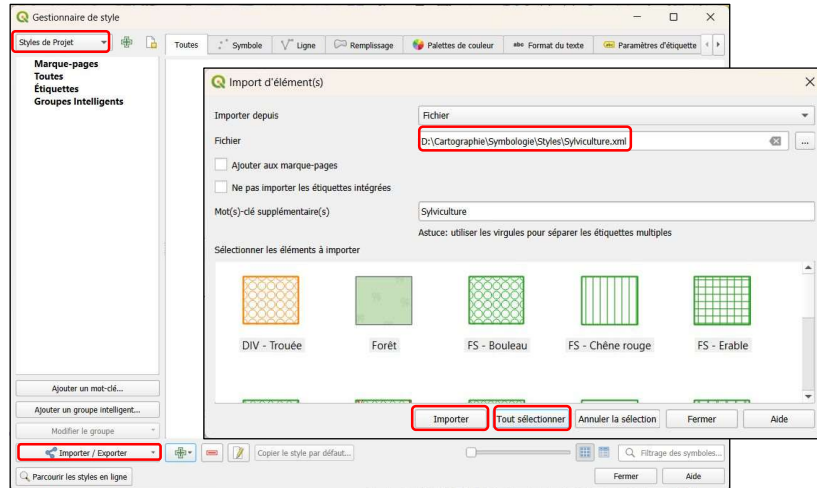 Gestionnaire de style
Styles de Projet
Toutes
Symbole
Ligne
Remplissage
Palettes de couleur
abc Format du texte
Paramètres d'étiquette
Marque-pages
Toutes
Étiquettes
Groupes Intelligents
Import d'élément(s)
Importer depuis
Fichier
Fichier
D:\Cartographie\Symbologie\Styles\Sylviculture.xml
...
Ajouter aux marque-pages
Ne pas importer les étiquettes intégrées
Mot(s)-clé supplémentaire(s)
Sylviculture
Astuce: utiliser les virgules pour séparer les étiquettes multiples
Sélectionner les éléments à importer
DIV - Trouée
Forêt
FS - Bouleau
FS - Chêne rouge
FS - Erable
Importer
Tout sélectionner
Annuler la sélection
Fermer
Aide
Ajouter un mot-clé...
Ajouter un groupe intelligent...
Modifier le groupe
Importer / Exporter
Copier le style par défaut...
Filtrage des symboles...
Parcourir les styles en ligne
Fermer
Aide